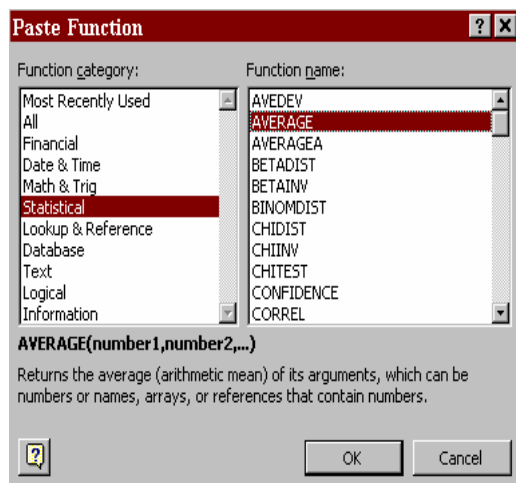 Paste Function
Function category:
Function name:
Most Recently Used
All
Financial
Date & Time
Math & Trig
Statistical
Lookup & Reference
Database
Text
Logical
Information
AVEDEV
AVERAGE
AVERAGEA
BETADIST
BETAINV
BINOMDIST
CHIDIST
CHIINV
CHITEST
CONFIDENCE
CORREL
AVERAGE(number1,number2,...)
Returns the average (arithmetic mean) of its arguments, which can be
numbers or names, arrays, or references that contain numbers.
OK
Cancel